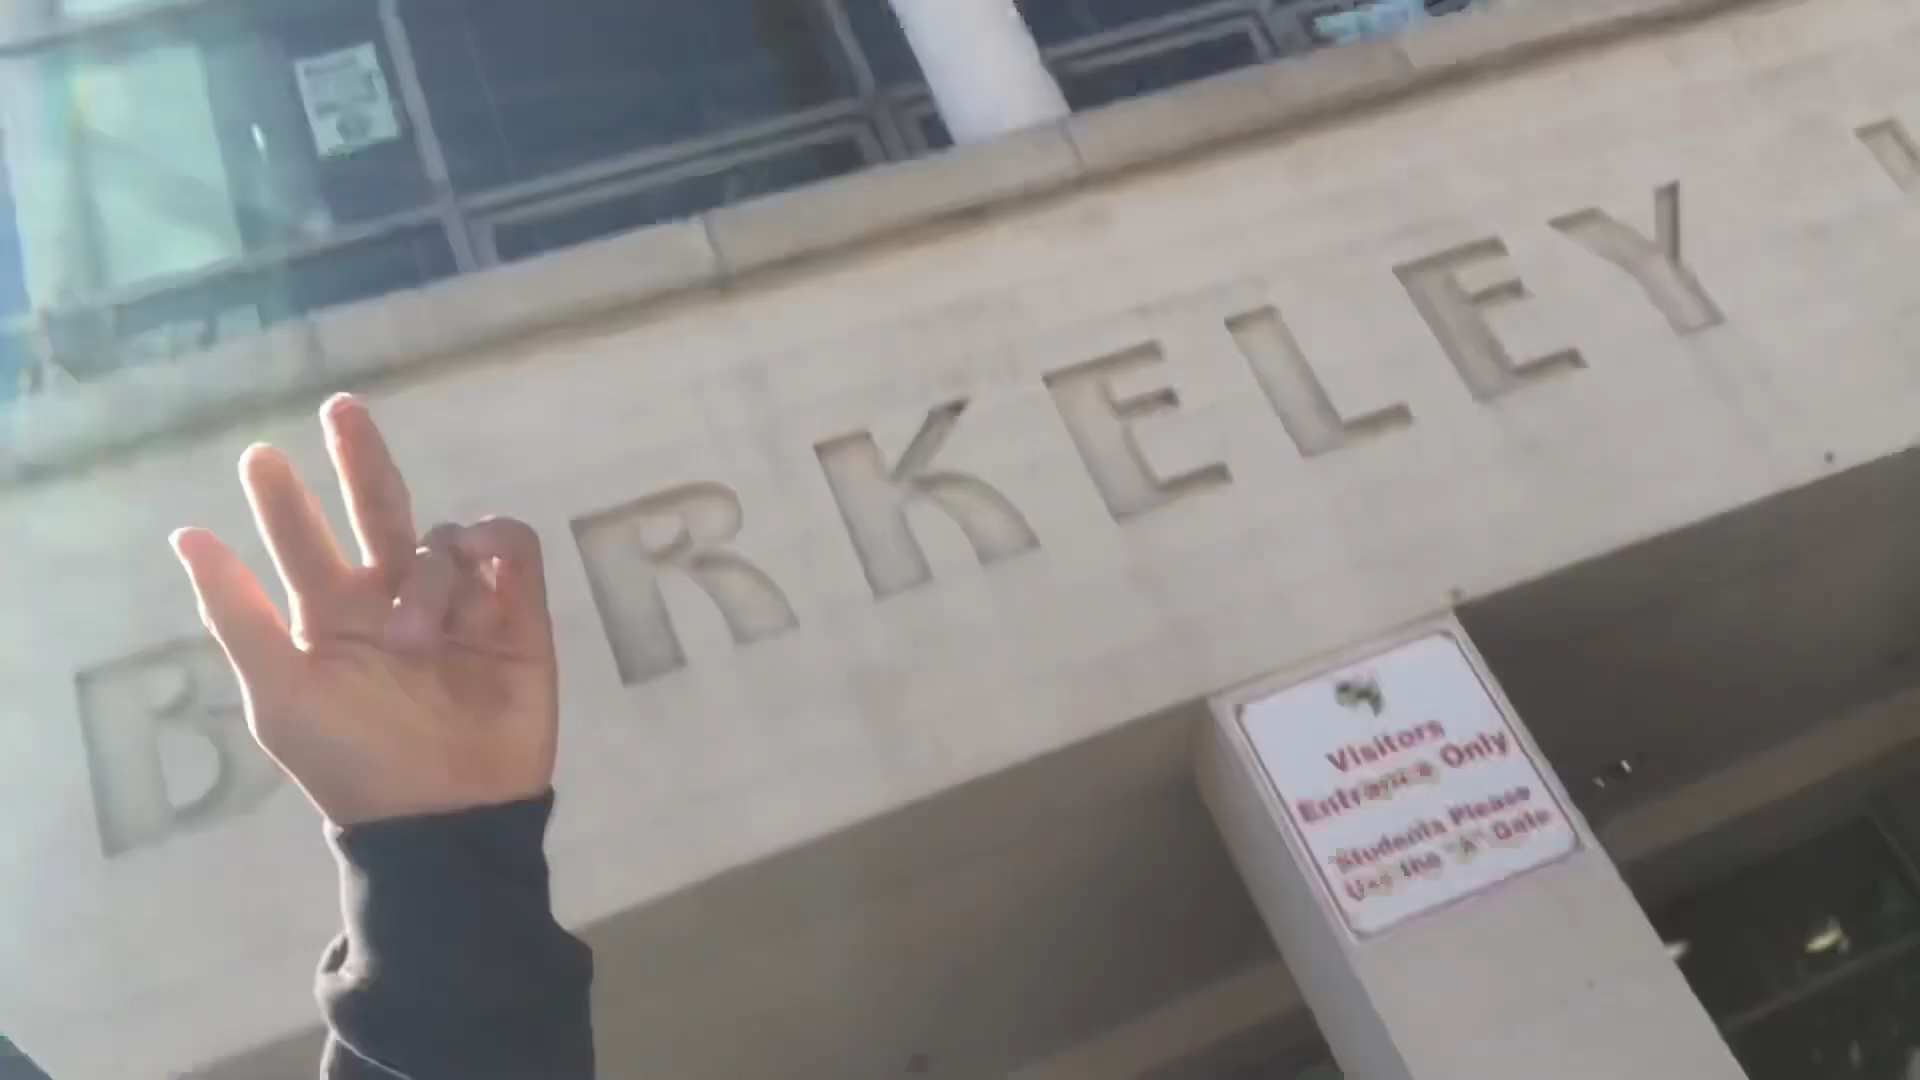 B RKELEY
Visitors
Entrance Only
Students Please
Use the "A" Gate